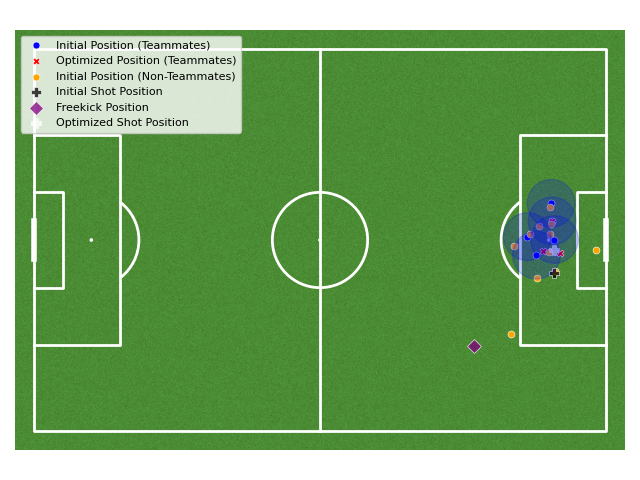 Initial Position (Teammates)
Optimized Position (Teammates)
Initial Position (Non-Teammates)
Initial Shot Position
Freekick Position
Optimized Shot Position